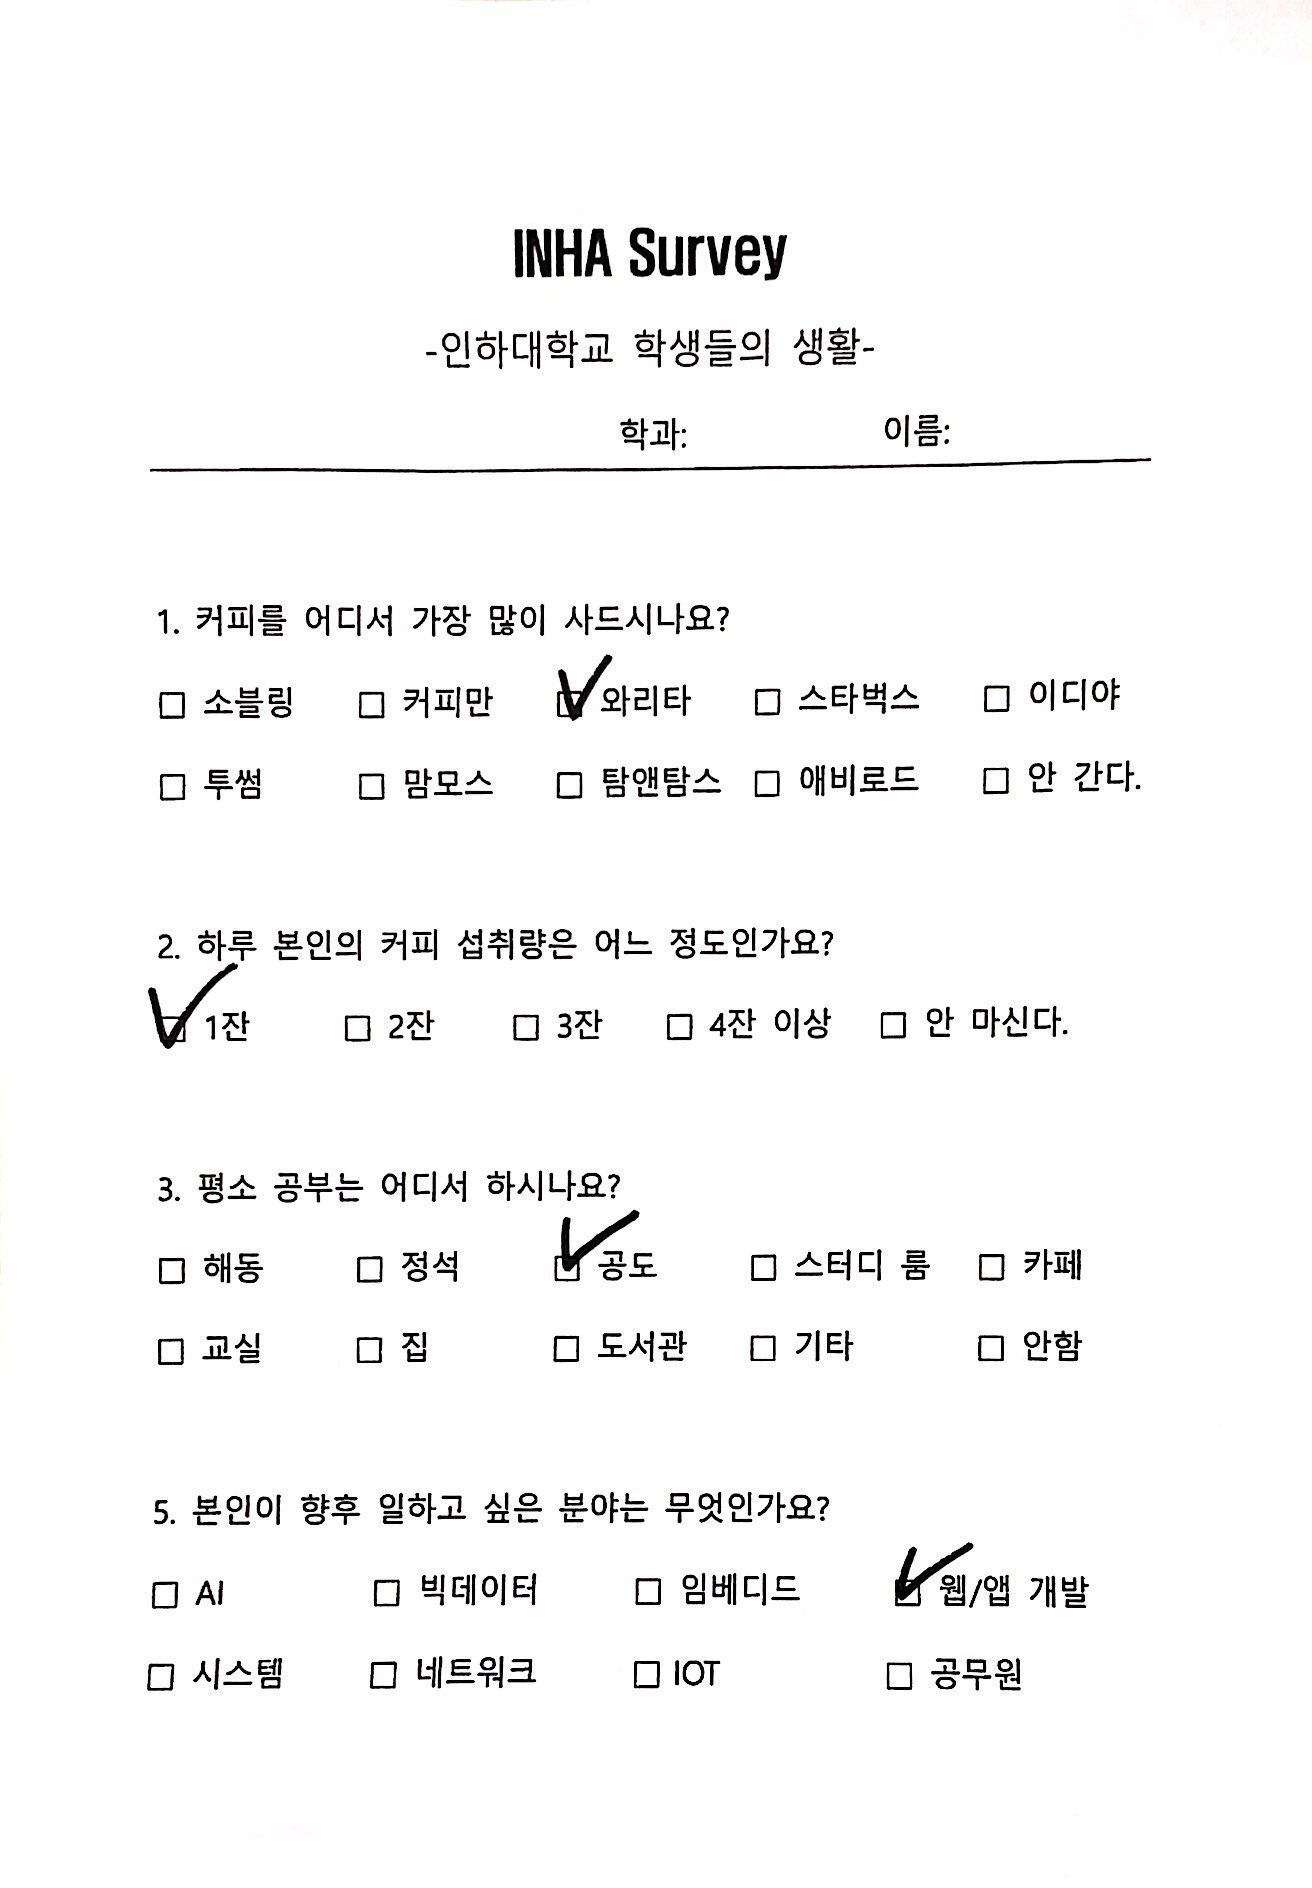 INHA Survey
-인하대학교 학생들의 생활-
학과: 이름:
1. 커피를 어디서 가장 많이 사드시나요?
□ 소블링 □ 커피만 ☑ 와리타 □ 스타벅스 □ 이디야
□ 투썸 □ 맘모스 □ 탐앤탐스 □ 애비로드 □ 안 간다.
2. 하루 본인의 커피 섭취량은 어느 정도인가요?
☑ 1잔 □ 2잔 □ 3잔 □ 4잔 이상 □ 안 마신다.
3. 평소 공부는 어디서 하시나요?
□ 해동 □ 정석 ☑ 공도 □ 스터디 룸 □ 카페
□ 교실 □ 집 □ 도서관 □ 기타 □ 안함
5. 본인이 향후 일하고 싶은 분야는 무엇인가요?
□ AI □ 빅데이터 □ 임베디드 ☑ 웹/앱 개발
□ 시스템 □ 네트워크 □ IOT □ 공무원